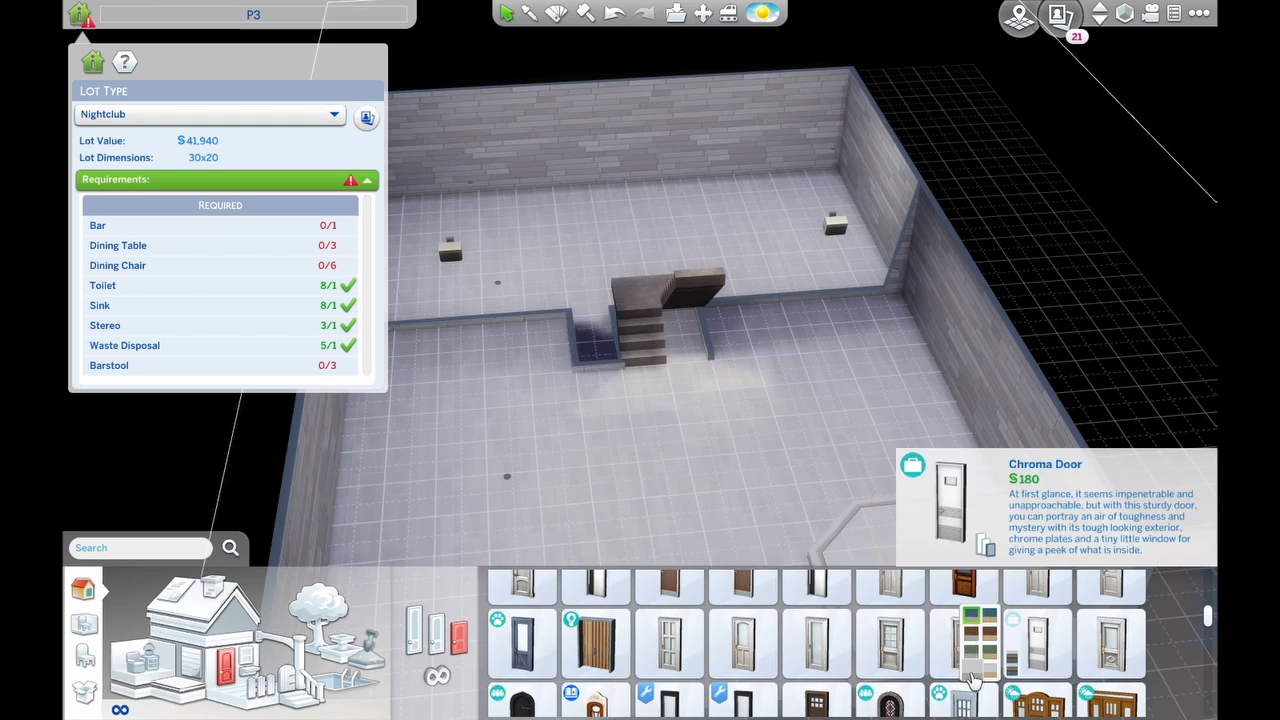 P3
21
?
LOT TYPE
Nightclub
Lot Value: §41,940
Lot Dimensions: 30x20
Requirements:
REQUIRED
Bar 0/1
Dining Table 0/3
Dining Chair 0/6
Toilet 8/1
Sink 8/1
Stereo 3/1
Waste Disposal 5/1
Barstool 0/3
Chroma Door
§180
At first glance, it seems impenetrable and
unapproachable, but with this sturdy door,
you can portray an air of toughness and
mystery with its tough looking exterior,
chrome plates and a tiny little window for
giving a peek of what is inside.
Search